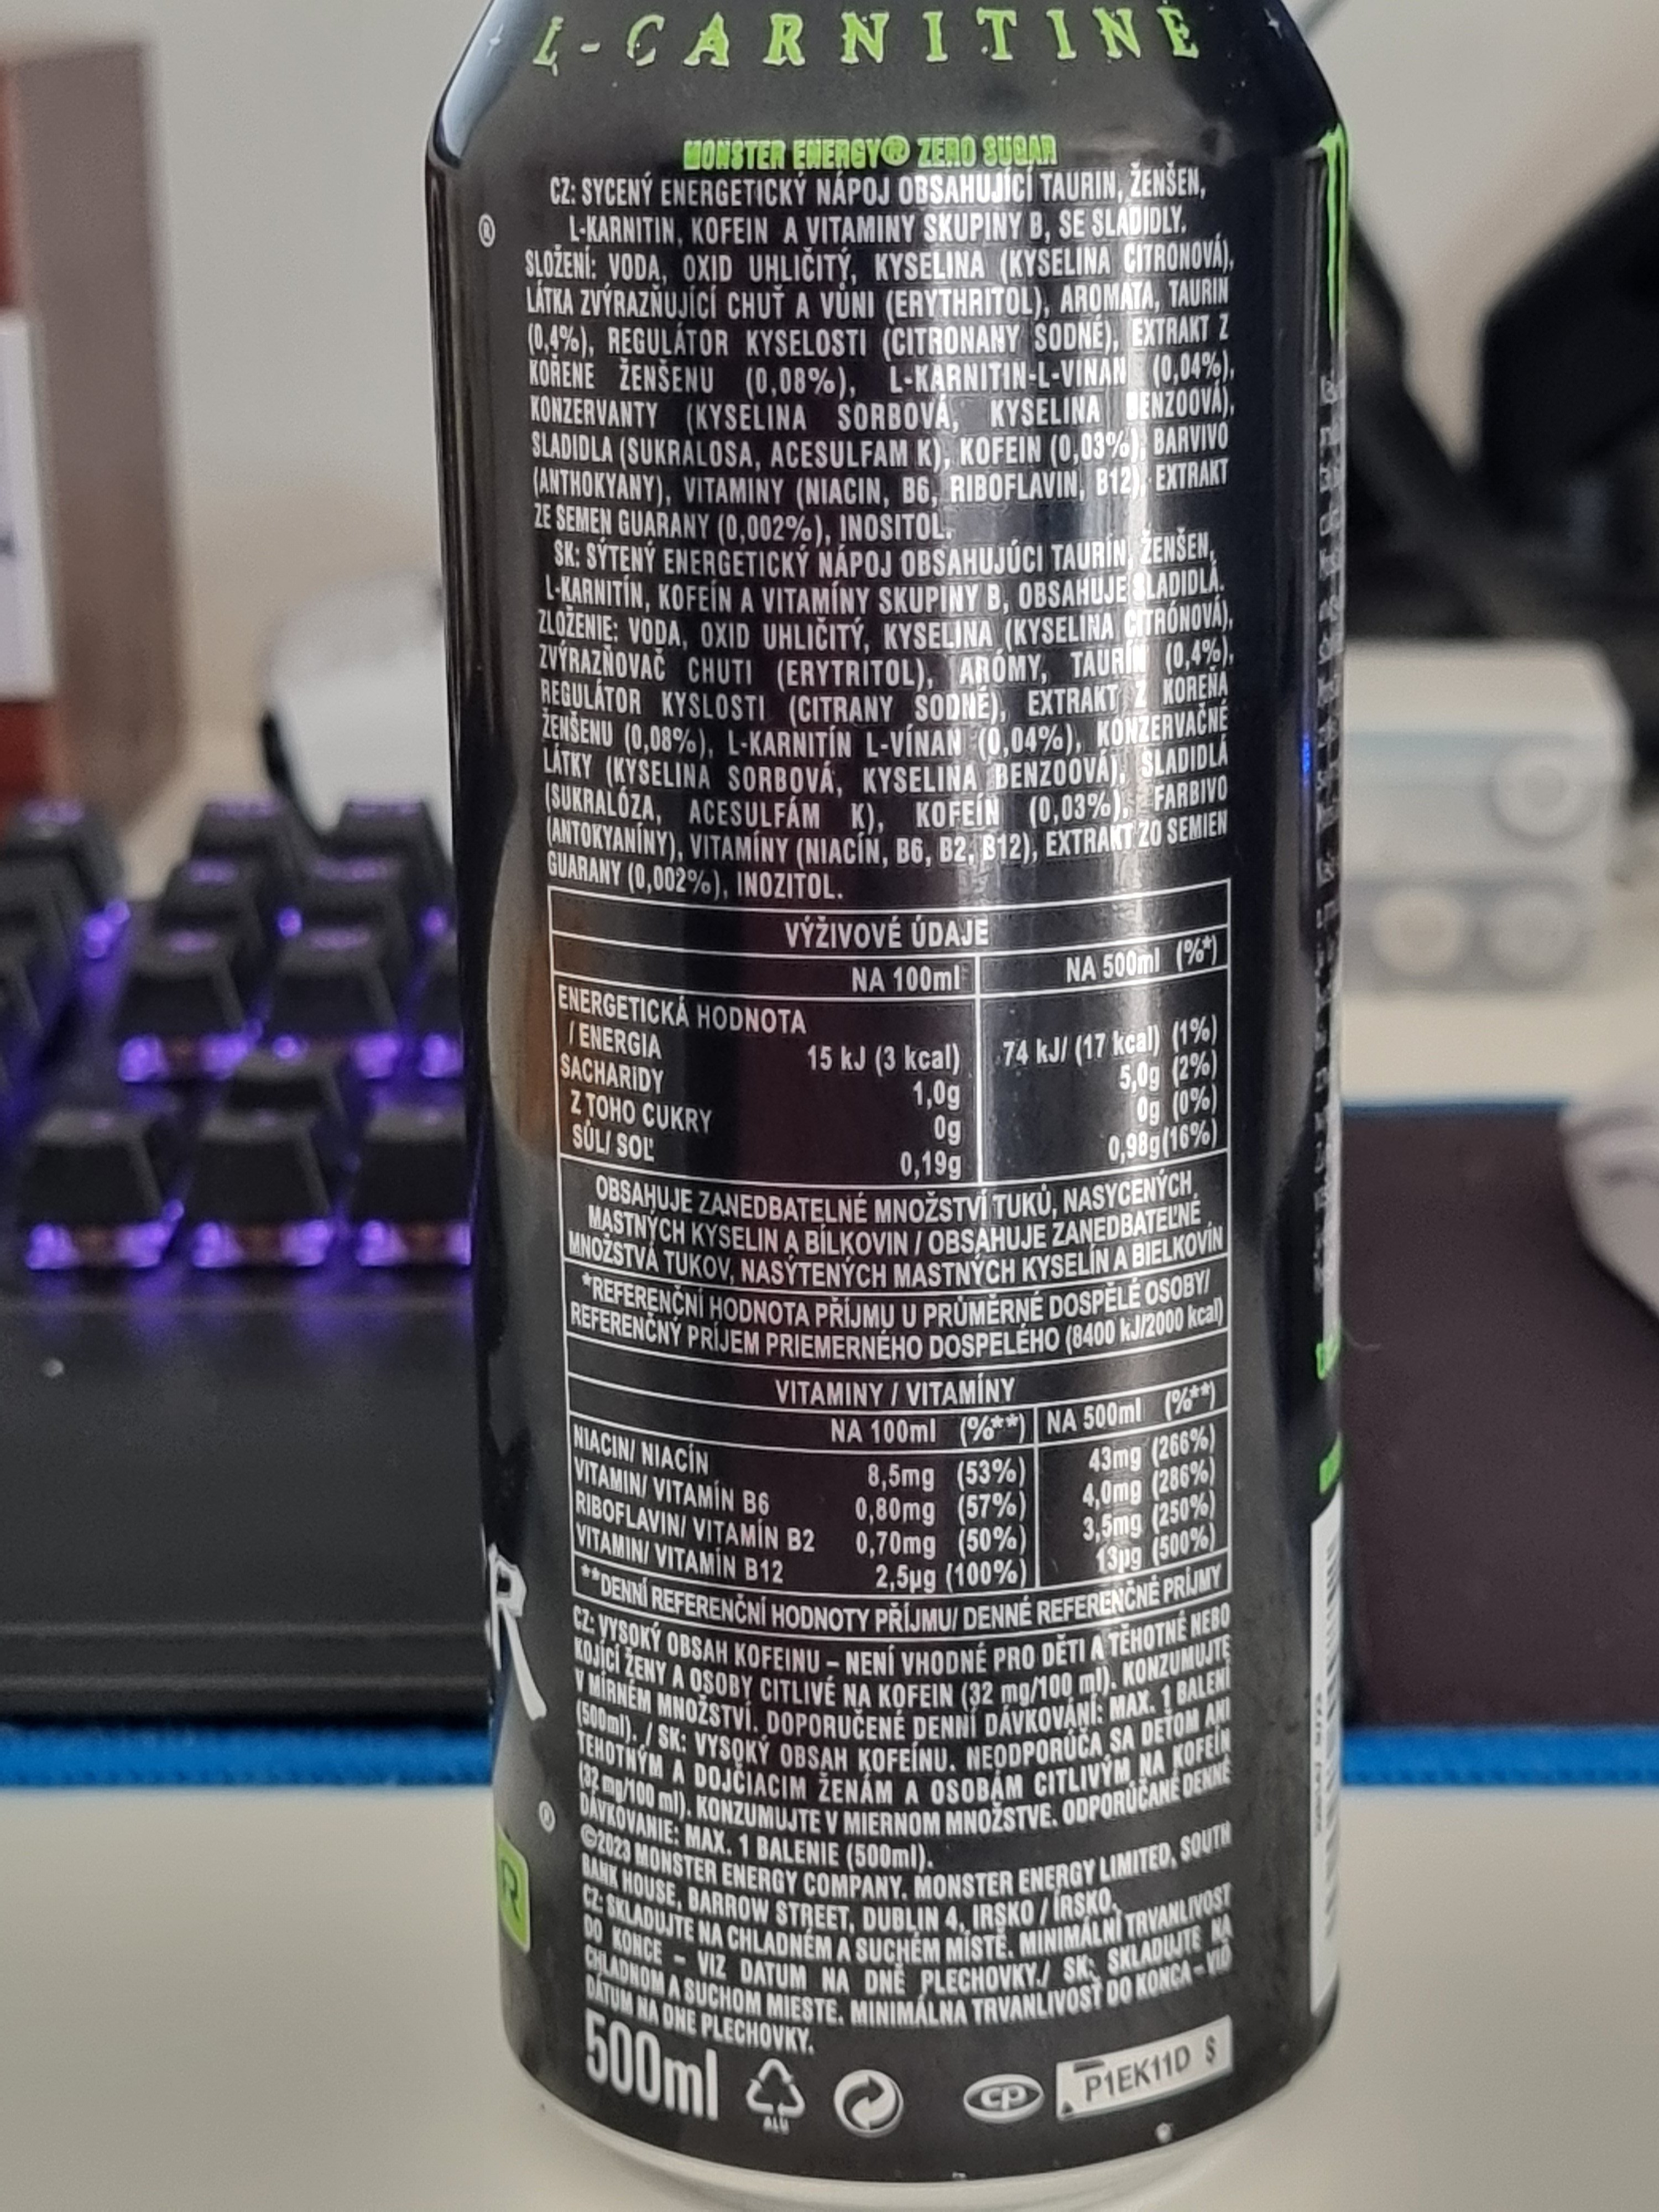 L-CARNITINE
MONSTER ENERGY® ZERO SUGAR
CZ: SYCENÝ ENERGETICKÝ NÁPOJ OBSAHUJÍCÍ TAURIN, ŽENŠEN,
L-KARNITIN, KOFEIN A VITAMINY SKUPINY B, SE SLADIDLY.
SLOŽENÍ: VODA, OXID UHLIČITÝ, KYSELINA (KYSELINA CITRONOVÁ),
LÁTKA ZVÝRAZŇUJÍCÍ CHUŤ A VŮNI (ERYTHRITOL), AROMATA, TAURIN
(0,4%), REGULÁTOR KYSELOSTI (CITRONANY SODNÉ), EXTRAKT Z
KOŘENE ŽENŠENU (0,08%), L-KARNITIN-L-VINAN (0,04%),
KONZERVANTY (KYSELINA SORBOVÁ, KYSELINA BENZOOVÁ),
SLADIDLA (SUKRALOSA, ACESULFAM K), KOFEIN (0,03%), BARVIVO
(ANTHOKYANY), VITAMINY (NIACIN, B6, RIBOFLAVIN, B12), EXTRAKT
ZE SEMEN GUARANY (0,002%), INOSITOL.
SK: SÝTENÝ ENERGETICKÝ NÁPOJ OBSAHUJÚCI TAURÍN, ŽENŠEN,
L-KARNITÍN, KOFEÍN A VITAMÍNY SKUPINY B, OBSAHUJE SLADIDLÁ.
ZLOŽENIE: VODA, OXID UHLIČITÝ, KYSELINA (KYSELINA CITRÓNOVÁ),
ZVÝRAZŇOVAČ CHUTI (ERYTRITOL), ARÓMY, TAURÍN (0,4%),
REGULÁTOR KYSLOSTI (CITRANY SODNÉ), EXTRAKT Z KOREŇA
ŽENŠENU (0,08%), L-KARNITÍN L-VÍNAN (0,04%), KONZERVAČNÉ
LÁTKY (KYSELINA SORBOVÁ, KYSELINA BENZOOVÁ), SLADIDLÁ
(SUKRALÓZA, ACESULFÁM K), KOFEÍN (0,03%), FARBIVO
(ANTOKYANÍNY), VITAMÍNY (NIACÍN, B6, B2, B12), EXTRAKT ZO SEMIEN
GUARANY (0,002%), INOZITOL.
VÝŽIVOVÉ ÚDAJE
NA 100ml NA 500ml (%*)
ENERGETICKÁ HODNOTA
/ ENERGIA 15 kJ (3 kcal) 74 kJ/ (17 kcal) (1%)
SACHARIDY 1,0g 5,0g (2%)
Z TOHO CUKRY 0g 0g (0%)
SŮL/ SOĽ 0,19g 0,98g(16%)
OBSAHUJE ZANEDBATELNÉ MNOŽSTVÍ TUKŮ, NASYCENÝCH
MASTNÝCH KYSELIN A BÍLKOVIN / OBSAHUJE ZANEDBATEĽNÉ
MNOŽSTVÁ TUKOV, NASÝTENÝCH MASTNÝCH KYSELÍN A BIELKOVÍN
*REFERENČNÍ HODNOTA PŘÍJMU U PRŮMĚRNÉ DOSPĚLÉ OSOBY/
REFERENČNÝ PRÍJEM PRIEMERNÉHO DOSPELÉHO (8400 kJ/2000 kcal)
VITAMINY / VITAMÍNY
NA 100ml (%**) NA 500ml (%**)
NIACIN/ NIACÍN 8,5mg (53%) 43mg (266%)
VITAMIN/ VITAMÍN B6 0,80mg (57%) 4,0mg (286%)
RIBOFLAVIN/ VITAMÍN B2 0,70mg (50%) 3,5mg (250%)
VITAMIN/ VITAMÍN B12 2,5µg (100%) 13µg (500%)
**DENNÍ REFERENČNÍ HODNOTY PŘÍJMU/ DENNÉ REFERENČNÉ PRÍJMY
CZ: VYSOKÝ OBSAH KOFEINU – NENÍ VHODNÉ PRO DĚTI A TĚHOTNÉ NEBO
KOJÍCÍ ŽENY A OSOBY CITLIVÉ NA KOFEIN (32 mg/100 ml). KONZUMUJTE
V MÍRNÉM MNOŽSTVÍ. DOPORUČENÉ DENNÍ DÁVKOVÁNÍ: MAX. 1 BALENÍ
(500ml). / SK: VYSOKÝ OBSAH KOFEÍNU. NEODPORÚČA SA DEŤOM ANI
TEHOTNÝM A DOJČIACIM ŽENÁM A OSOBÁM CITLIVÝM NA KOFEÍN
(32 mg/100 ml). KONZUMUJTE V MIERNOM MNOŽSTVE. ODPORÚČANÉ DENNÉ
DÁVKOVANIE: MAX. 1 BALENIE (500ml).
©2023 MONSTER ENERGY COMPANY. MONSTER ENERGY LIMITED, SOUTH
BANK HOUSE, BARROW STREET, DUBLIN 4, IRSKO / ÍRSKO.
CZ: SKLADUJTE NA CHLADNÉM A SUCHÉM MÍSTĚ. MINIMÁLNÍ TRVANLIVOST
DO KONCE – VIZ DATUM NA DNĚ PLECHOVKY./ SK: SKLADUJTE NA
CHLADNOM A SUCHOM MIESTE. MINIMÁLNA TRVANLIVOSŤ DO KONCA – VIĎ
DÁTUM NA DNE PLECHOVKY.
500ml
ALU
CP
P1EK11D $
®
R
®
R